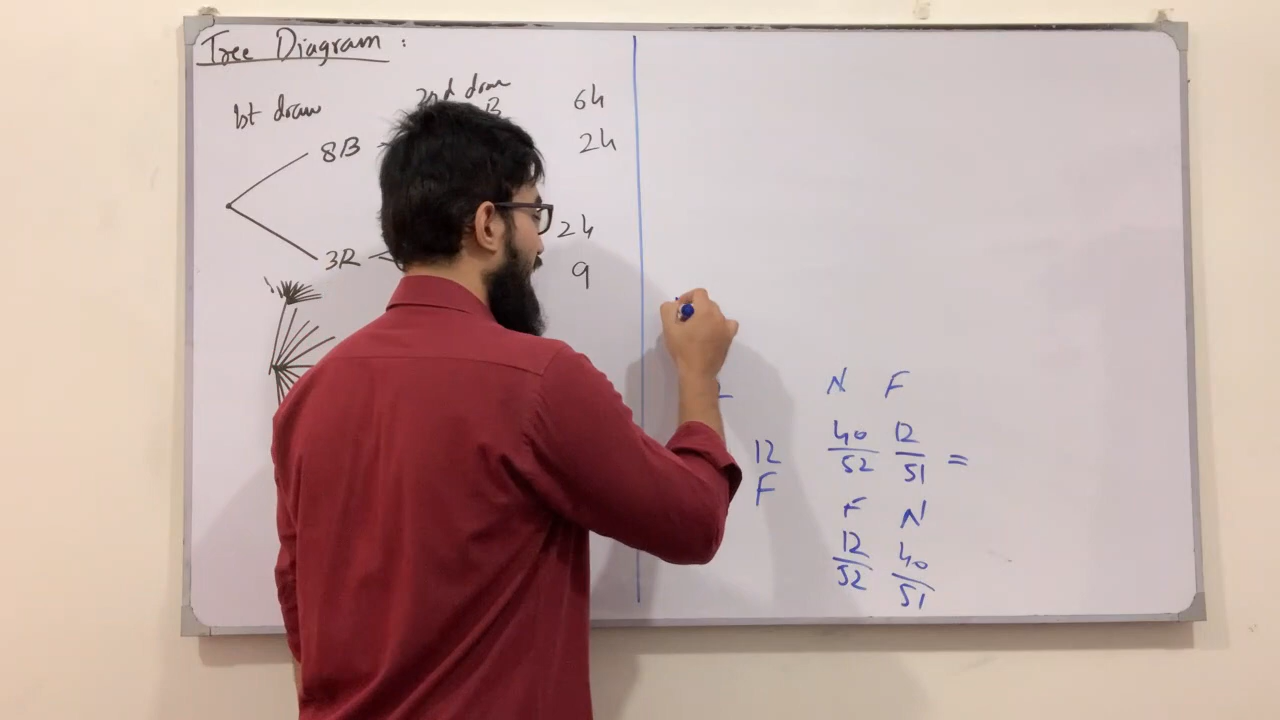 Tree Diagram :
1st draw
2nd draw
B
64
8B
24
24
3R
9
2
12
F
N F
40/52 12/51 =
F N
12/52 40/51